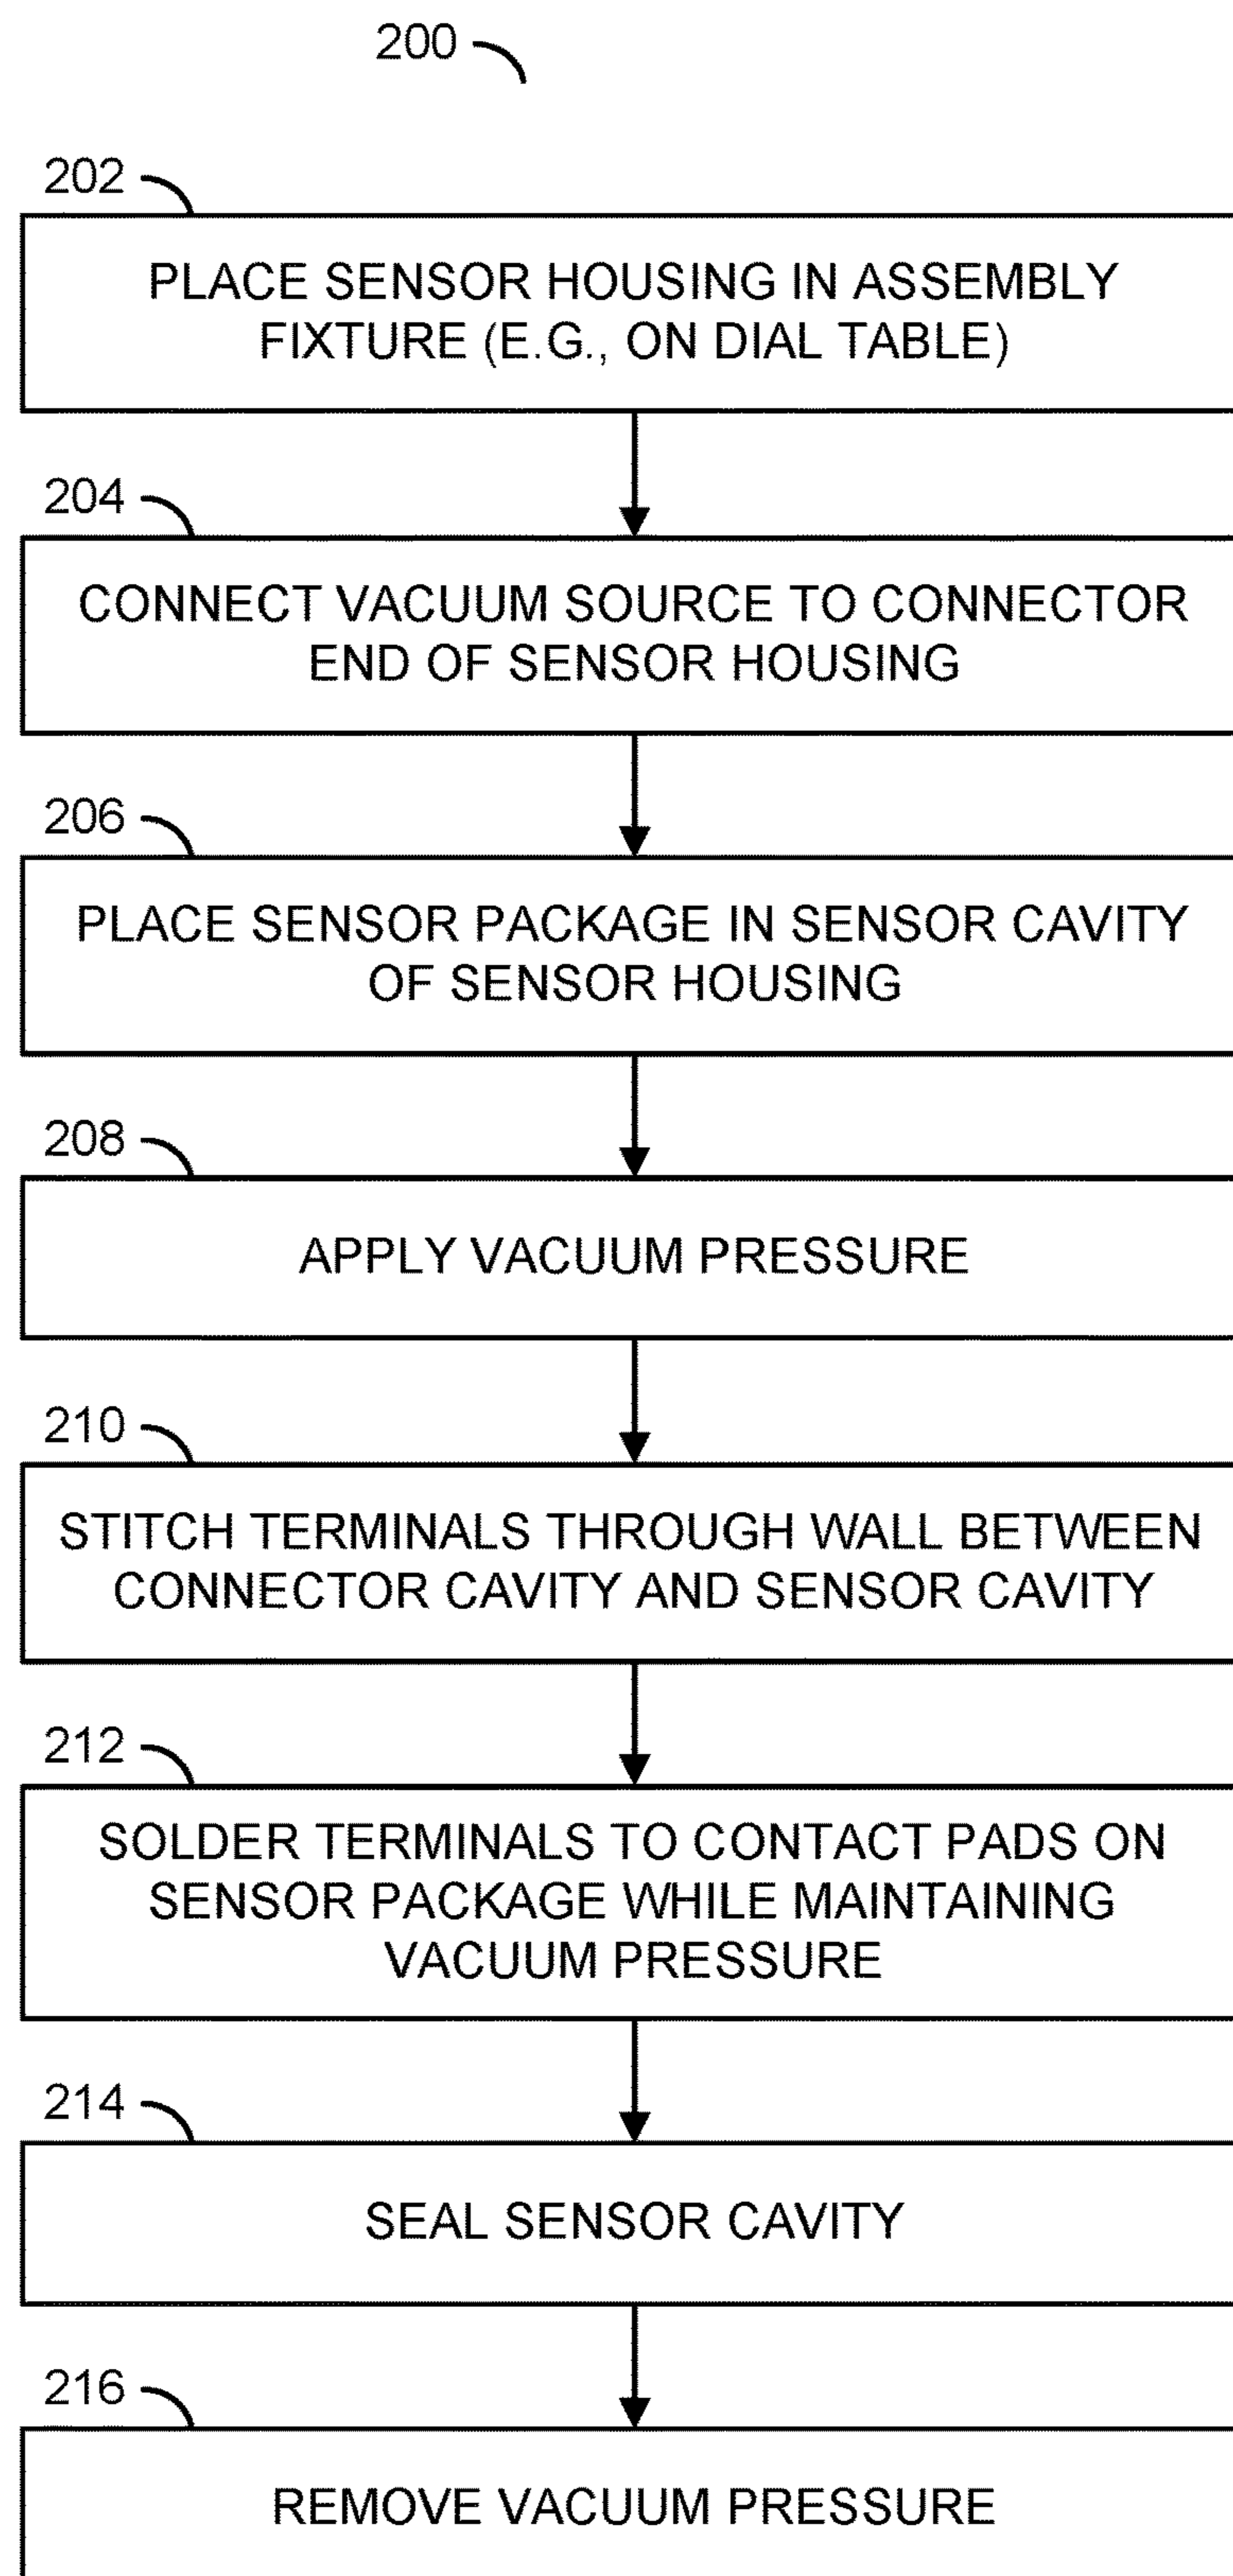 200
202
PLACE SENSOR HOUSING IN ASSEMBLY
FIXTURE (E.G., ON DIAL TABLE)
204
CONNECT VACUUM SOURCE TO CONNECTOR
END OF SENSOR HOUSING
206
PLACE SENSOR PACKAGE IN SENSOR CAVITY
OF SENSOR HOUSING
208
APPLY VACUUM PRESSURE
210
STITCH TERMINALS THROUGH WALL BETWEEN
CONNECTOR CAVITY AND SENSOR CAVITY
212
SOLDER TERMINALS TO CONTACT PADS ON
SENSOR PACKAGE WHILE MAINTAINING
VACUUM PRESSURE
214
SEAL SENSOR CAVITY
216
REMOVE VACUUM PRESSURE